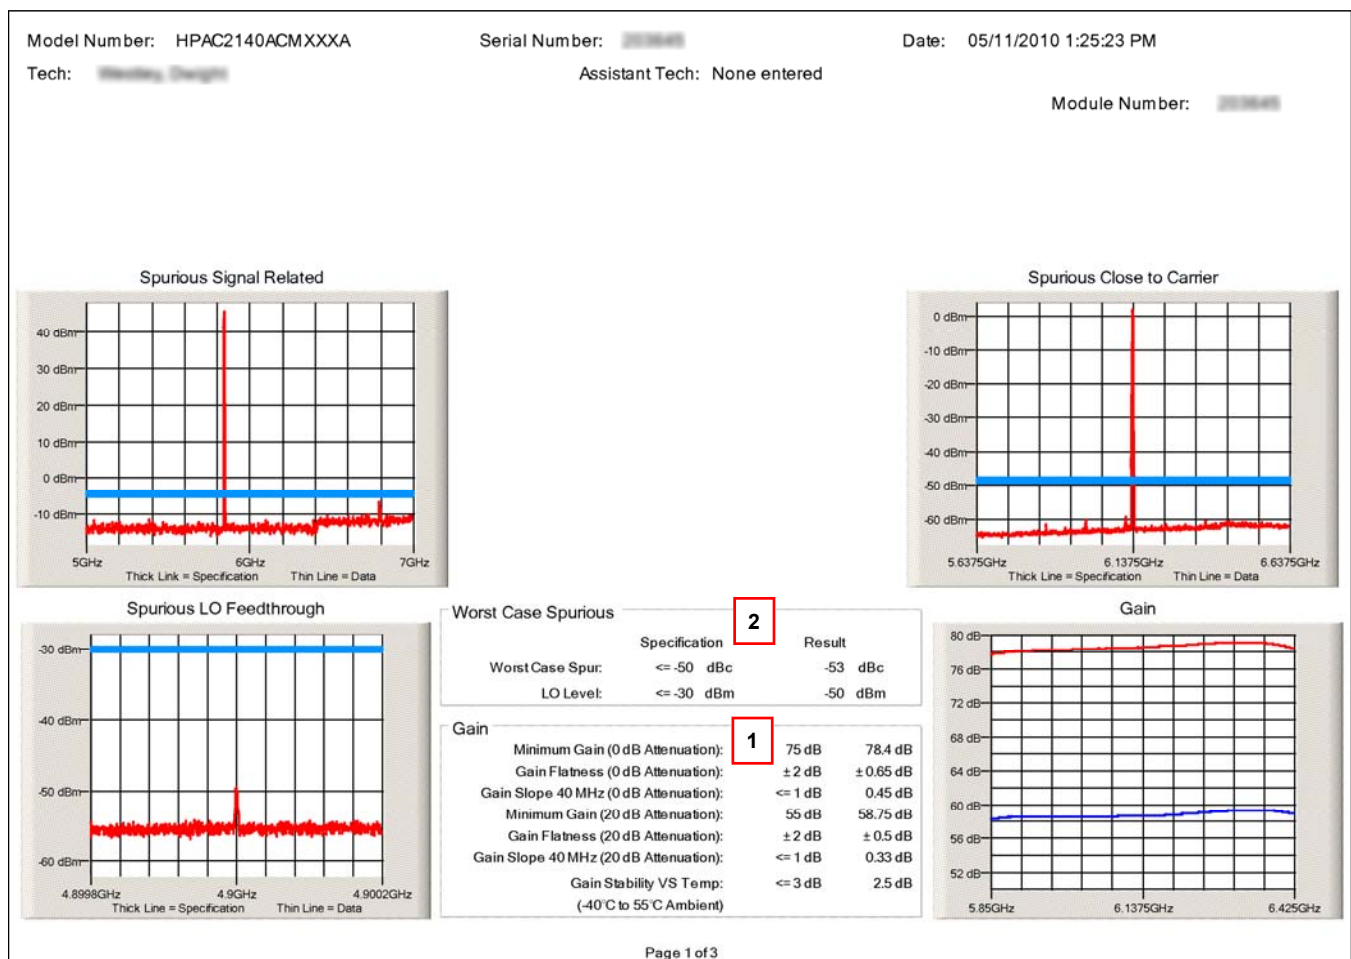 Model Number: HPAC2140ACMXXXA Serial Number: Date: 05/11/2010 1:25:23 PM
Tech: Assistant Tech: None entered
Module Number:
Spurious Signal Related
40 dBm
30 dBm
20 dBm
10 dBm
0 dBm
-10 dBm
5GHz 6GHz 7GHz
Thick Link = Specification Thin Line = Data
Spurious Close to Carrier
0 dBm
-10 dBm
-20 dBm
-30 dBm
-40 dBm
-50 dBm
-60 dBm
5.6375GHz 6.1375GHz 6.6375GHz
Thick Line = Specification Thin Line = Data
Spurious LO Feedthrough
-30 dBm
-40 dBm
-50 dBm
-60 dBm
4.8998GHz 4.9GHz 4.9002GHz
Thick Line = Specification Thin Line = Data
Worst Case Spurious
2
Specification Result
Worst Case Spur: <= -50 dBc -53 dBc
LO Level: <= -30 dBm -50 dBm
Gain
1
Minimum Gain (0 dB Attenuation): 75 dB 78.4 dB
Gain Flatness (0 dB Attenuation): ± 2 dB ± 0.65 dB
Gain Slope 40 MHz (0 dB Attenuation): <= 1 dB 0.45 dB
Minimum Gain (20 dB Attenuation): 55 dB 58.75 dB
Gain Flatness (20 dB Attenuation): ± 2 dB ± 0.5 dB
Gain Slope 40 MHz (20 dB Attenuation): <= 1 dB 0.33 dB
Gain Stability VS Temp: <= 3 dB 2.5 dB
(-40°C to 55°C Ambient)
Gain
80 dB
76 dB
72 dB
68 dB
64 dB
60 dB
56 dB
52 dB
5.85GHz 6.1375GHz 6.425GHz
Page 1 of 3